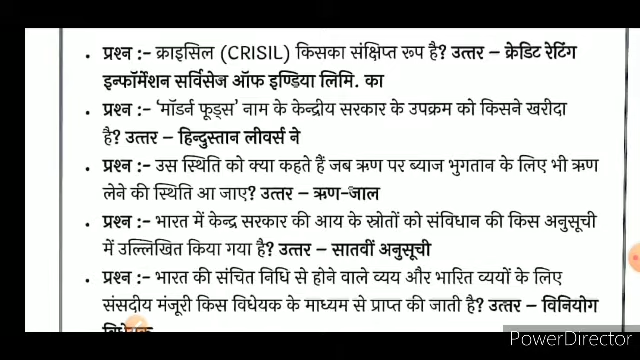 • प्रश्न :- क्राइसिल (CRISIL) किसका संक्षिप्त रूप है? उत्तर – क्रेडिट रेटिंग
इन्फॉर्मेशन सर्विसेज ऑफ इण्डिया लिमि. का
• प्रश्न :- ‘मॉडर्न फूड्स’ नाम के केन्द्रीय सरकार के उपक्रम को किसने खरीदा
है? उत्तर – हिन्दुस्तान लीवर्स ने
• प्रश्न :- उस स्थिति को क्या कहते हैं जब ऋण पर ब्याज भुगतान के लिए भी ऋण
लेने की स्थिति आ जाए? उत्तर – ऋण-जाल
• प्रश्न :- भारत में केन्द्र सरकार की आय के स्रोतों को संविधान की किस अनुसूची
में उल्लिखित किया गया है? उत्तर – सातवीं अनुसूची
• प्रश्न :- भारत की संचित निधि से होने वाले व्यय और भारित व्ययों के लिए
संसदीय मंजूरी किस विधेयक के माध्यम से प्राप्त की जाती है? उत्तर – विनियोग
PowerDirector